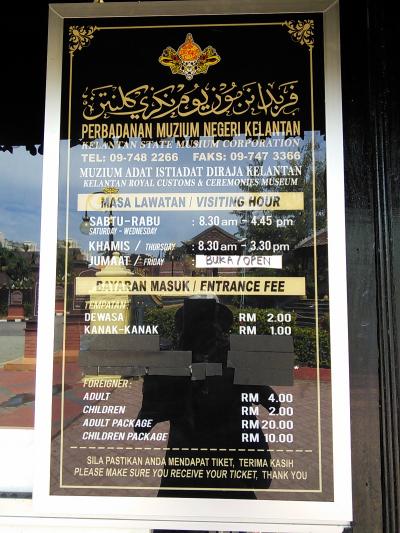 ڤربادنن موزيوم نݢري كلنتن
PERBADANAN MUZIUM NEGERI KELANTAN
KELANTAN STATE MUSIUM CORPORATION
TEL: 09-748 2266 FAKS: 09-747 3366
MUZIUM ADAT ISTIADAT DIRAJA KELANTAN
KELANTAN ROYAL CUSTOMS & CEREMONIES MUSEUM
MASA LAWATAN / VISITING HOUR
SABTU-RABU : 8.30 am - 4.45 pm
SATURDAY - WEDNESDAY
KHAMIS / THURSDAY : 8.30 am - 3.30 pm
JUMAAT / FRIDAY : BUKA / OPEN
BAYARAN MASUK / ENTRANCE FEE
TEMPATAN :
DEWASA RM 2.00
KANAK-KANAK RM 1.00
FOREIGNER :
ADULT RM 4.00
CHILDREN RM 2.00
ADULT PACKAGE RM 20.00
CHILDREN PACKAGE RM 10.00
SILA PASTIKAN ANDA MENDAPAT TIKET, TERIMA KASIH
PLEASE MAKE SURE YOU RECEIVE YOUR TICKET, THANK YOU